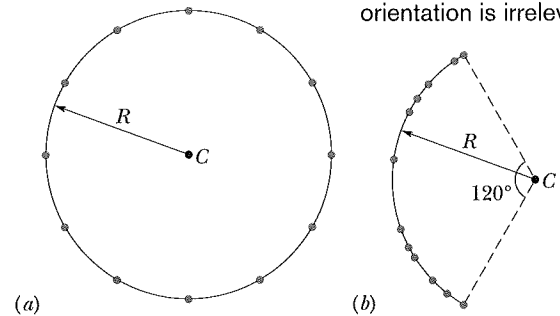 orientation is irrelev
R
C
(a)
R
C
120°
(b)